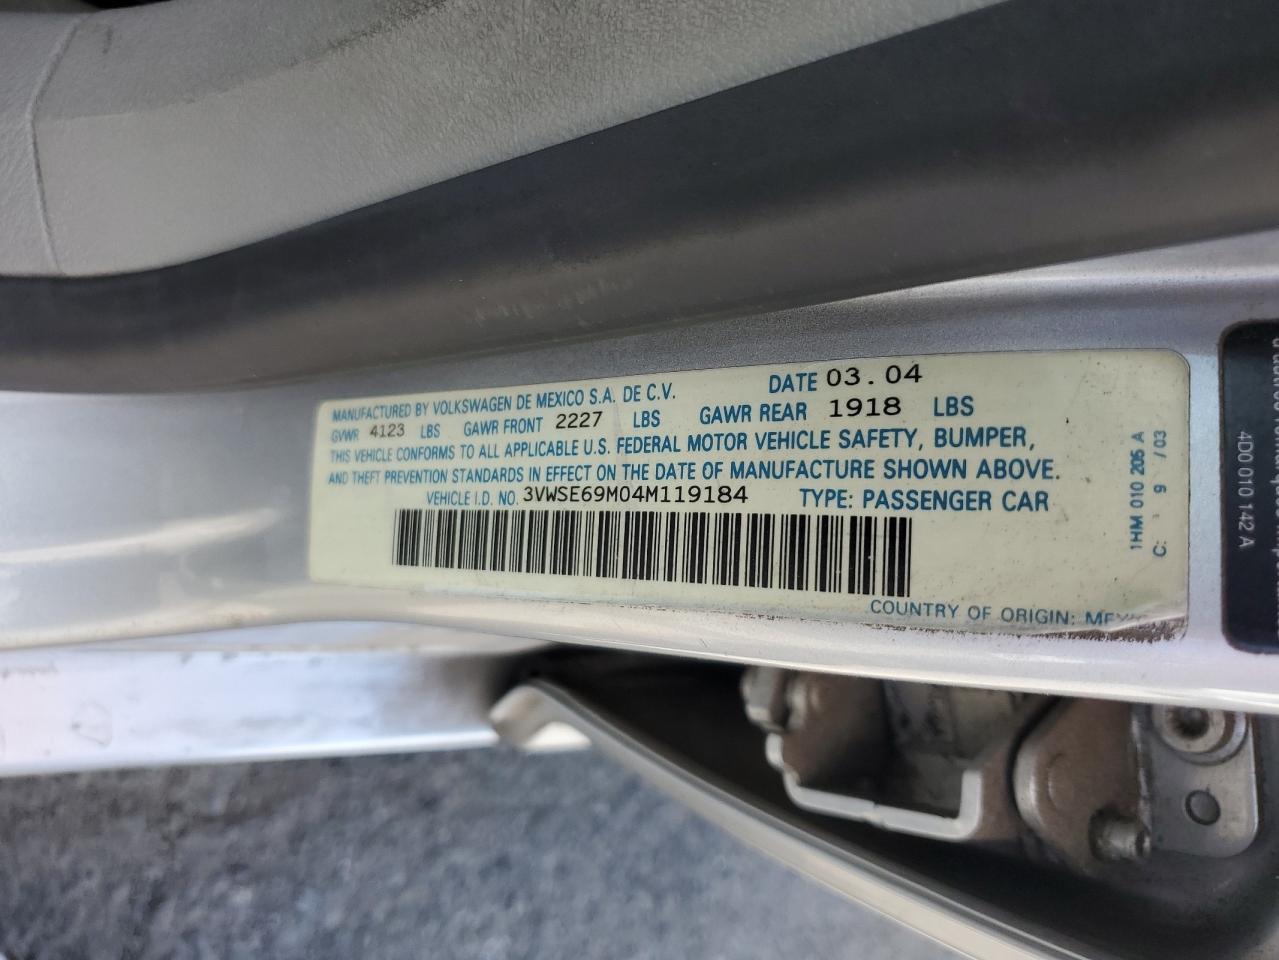 MANUFACTURED BY VOLKSWAGEN DE MEXICO S.A. DE C.V. DATE 03.04
GVWR 4123 LBS GAWR FRONT 2227 LBS GAWR REAR 1918 LBS
THIS VEHICLE CONFORMS TO ALL APPLICABLE U.S. FEDERAL MOTOR VEHICLE SAFETY, BUMPER,
AND THEFT PREVENTION STANDARDS IN EFFECT ON THE DATE OF MANUFACTURE SHOWN ABOVE.
VEHICLE I.D. NO. 3VWSE69M04M119184 TYPE: PASSENGER CAR
COUNTRY OF ORIGIN:
1HM 010 205 A
C: 9 / 03
4D0 010 142 A